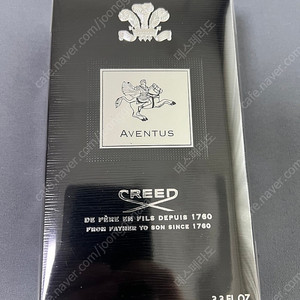 AVENTUS
CREED
DE PÈRE EN FILS DEPUIS 1760
FROM FATHER TO SON SINCE 1760
3.3 FL.OZ